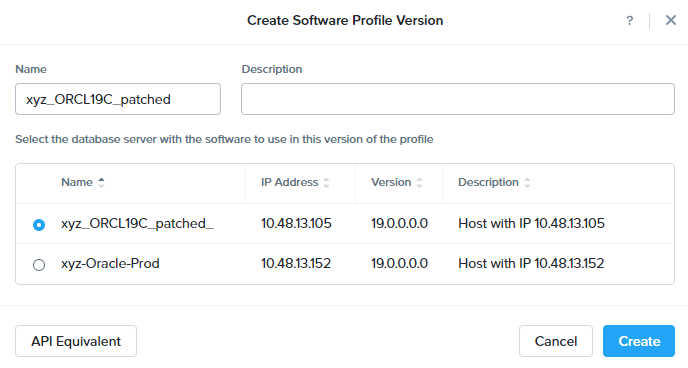 Create Software Profile Version
?
Name Description
xyz_ORCL19C_patched
Select the database server with the software to use in this version of the profile
Name IP Address Version Description
xyz_ORCL19C_patched_ 10.48.13.105 19.0.0.0.0 Host with IP 10.48.13.105
xyz-Oracle-Prod 10.48.13.152 19.0.0.0.0 Host with IP 10.48.13.152
API Equivalent Cancel Create